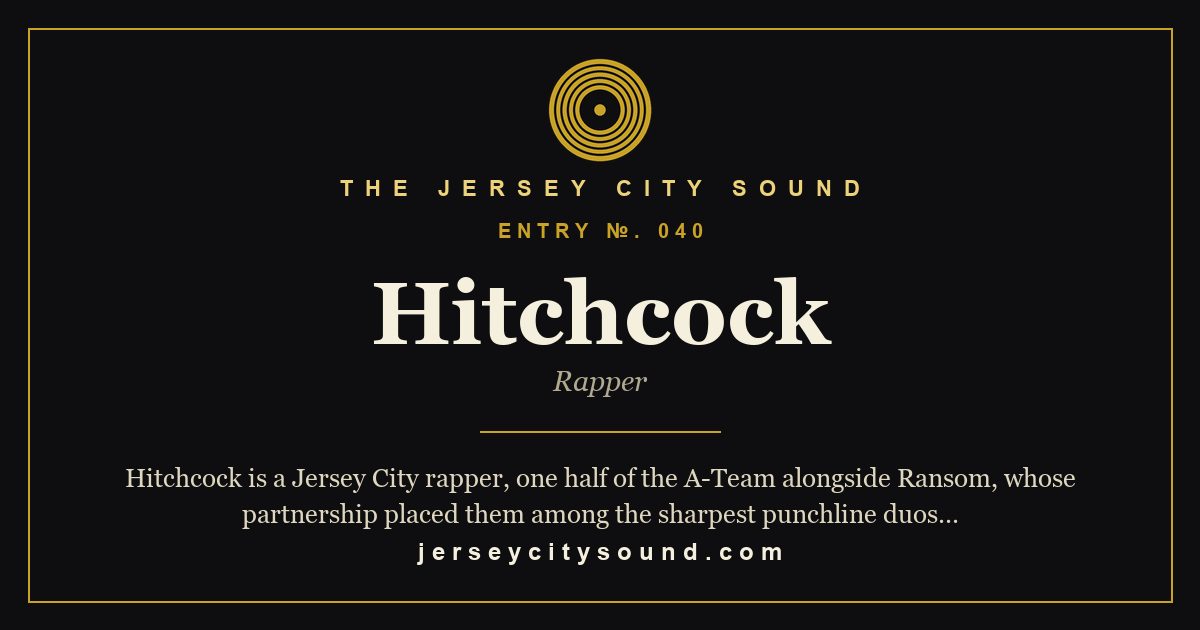 THE JERSEY CITY SOUND
ENTRY №. 040
Hitchcock
Rapper
Hitchcock is a Jersey City rapper, one half of the A-Team alongside Ransom, whose
partnership placed them among the sharpest punchline duos...
jerseycitysound.com